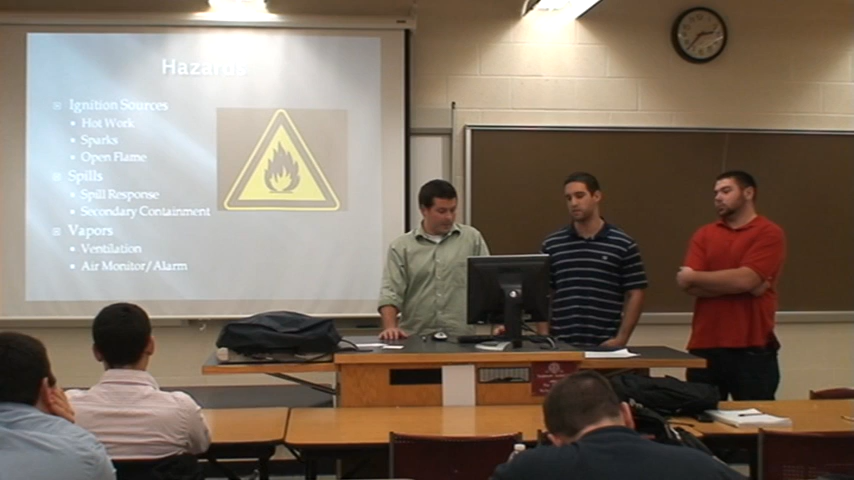 Hazards
Ignition Sources
Hot Work
Sparks
Open Flame
Spills
Spill Response
Secondary Containment
Vapors
Ventilation
Air Monitor/Alarm